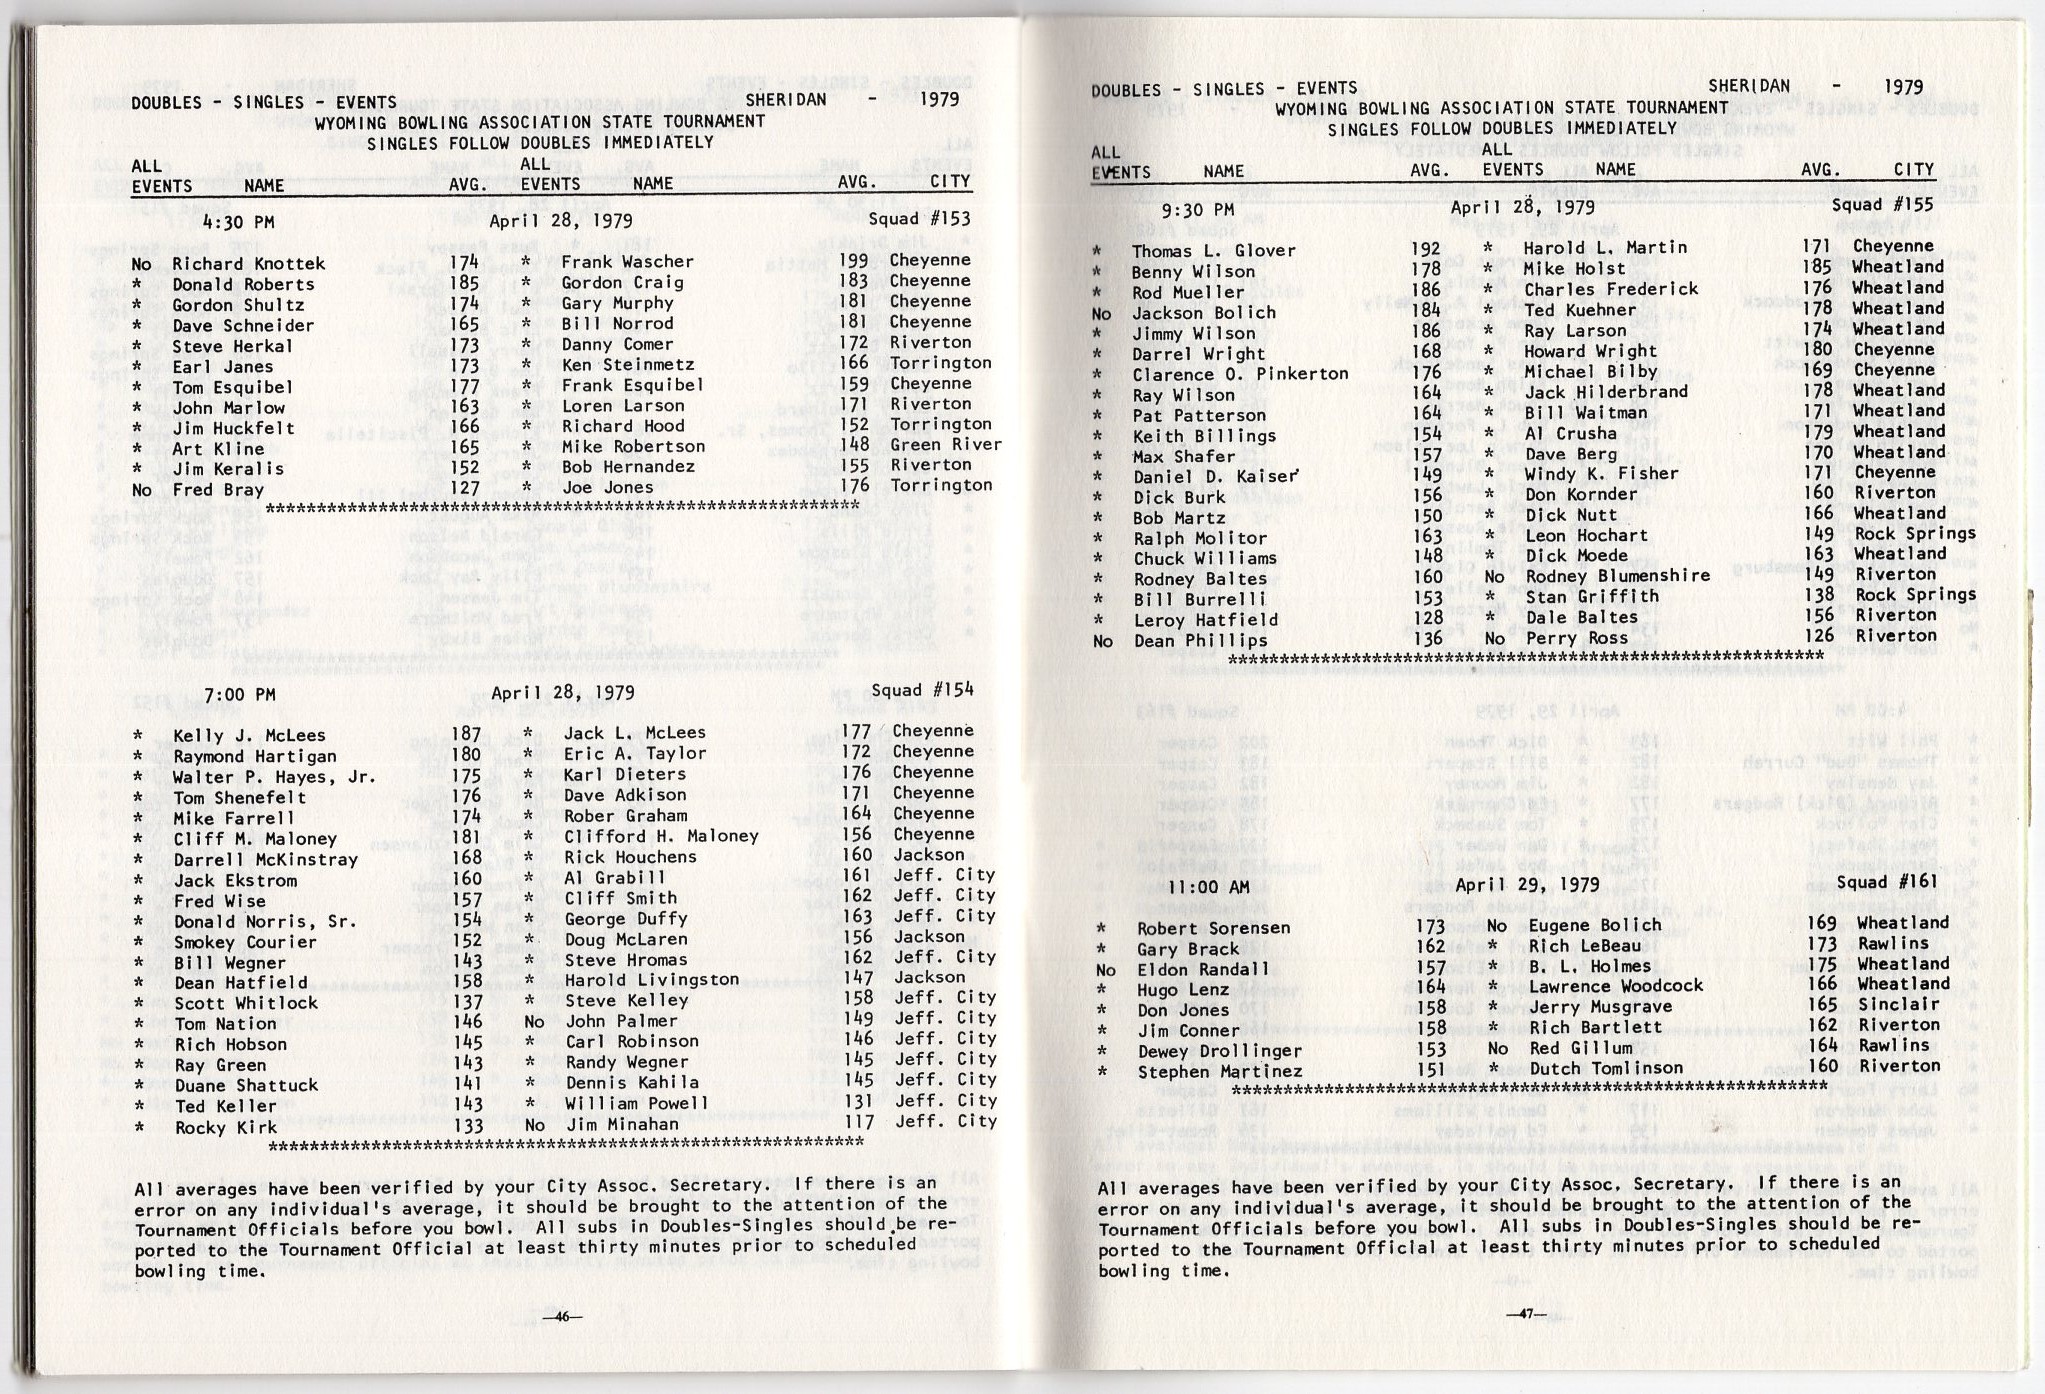 DOUBLES - SINGLES - EVENTS SHERIDAN - 1979
WYOMING BOWLING ASSOCIATION STATE TOURNAMENT
SINGLES FOLLOW DOUBLES IMMEDIATELY
ALL ALL
EVENTS NAME AVG. EVENTS NAME AVG. CITY
4:30 PM April 28, 1979 Squad #153
No Richard Knottek 174 * Frank Wascher 199 Cheyenne
* Donald Roberts 185 * Gordon Craig 183 Cheyenne
* Gordon Shultz 174 * Gary Murphy 181 Cheyenne
* Dave Schneider 165 * Bill Norrod 181 Cheyenne
* Steve Herkal 173 * Danny Comer 172 Riverton
* Earl Janes 173 * Ken Steinmetz 166 Torrington
* Tom Esquibel 177 * Frank Esquibel 159 Cheyenne
* John Marlow 163 * Loren Larson 171 Riverton
* Jim Huckfelt 166 * Richard Hood 152 Torrington
* Art Kline 165 * Mike Robertson 148 Green River
* Jim Keralis 152 * Bob Hernandez 155 Riverton
No Fred Bray 127 * Joe Jones 176 Torrington
**********************************************************
7:00 PM April 28, 1979 Squad #154
* Kelly J. McLees 187 * Jack L. McLees 177 Cheyenne
* Raymond Hartigan 180 * Eric A. Taylor 172 Cheyenne
* Walter P. Hayes, Jr. 175 * Karl Dieters 176 Cheyenne
* Tom Shenefelt 176 * Dave Adkison 171 Cheyenne
* Mike Farrell 174 * Rober Graham 164 Cheyenne
* Cliff M. Maloney 181 * Clifford H. Maloney 156 Cheyenne
* Darrell McKinstray 168 * Rick Houchens 160 Jackson
* Jack Ekstrom 160 * Al Grabill 161 Jeff. City
* Fred Wise 157 * Cliff Smith 162 Jeff. City
* Donald Norris, Sr. 154 * George Duffy 163 Jeff. City
* Smokey Courier 152 * Doug McLaren 156 Jackson
* Bill Wegner 143 * Steve Hromas 162 Jeff. City
* Dean Hatfield 158 * Harold Livingston 147 Jackson
* Scott Whitlock 137 * Steve Kelley 158 Jeff. City
* Tom Nation 146 No John Palmer 149 Jeff. City
* Rich Hobson 145 * Carl Robinson 146 Jeff. City
* Ray Green 143 * Randy Wegner 145 Jeff. City
* Duane Shattuck 141 * Dennis Kahila 145 Jeff. City
* Ted Keller 143 * William Powell 131 Jeff. City
* Rocky Kirk 133 No Jim Minahan 117 Jeff. City
**********************************************************
All averages have been verified by your City Assoc. Secretary. If there is an
error on any individual's average, it should be brought to the attention of the
Tournament Officials before you bowl. All subs in Doubles-Singles should be re-
ported to the Tournament Official at least thirty minutes prior to scheduled
bowling time.
—46—
DOUBLES - SINGLES - EVENTS SHERIDAN - 1979
WYOMING BOWLING ASSOCIATION STATE TOURNAMENT
SINGLES FOLLOW DOUBLES IMMEDIATELY
ALL ALL
EVENTS NAME AVG. EVENTS NAME AVG. CITY
9:30 PM April 28, 1979 Squad #155
* Thomas L. Glover 192 * Harold L. Martin 171 Cheyenne
* Benny Wilson 178 * Mike Holst 185 Wheatland
* Rod Mueller 186 * Charles Frederick 176 Wheatland
No Jackson Bolich 184 * Ted Kuehner 178 Wheatland
* Jimmy Wilson 186 * Ray Larson 174 Wheatland
* Darrel Wright 168 * Howard Wright 180 Cheyenne
* Clarence O. Pinkerton 176 * Michael Bilby 169 Cheyenne
* Ray Wilson 164 * Jack Hilderbrand 178 Wheatland
* Pat Patterson 164 * Bill Waitman 171 Wheatland
* Keith Billings 154 * Al Crusha 179 Wheatland
* Max Shafer 157 * Dave Berg 170 Wheatland
* Daniel D. Kaiser 149 * Windy K. Fisher 171 Cheyenne
* Dick Burk 156 * Don Kornder 160 Riverton
* Bob Martz 150 * Dick Nutt 166 Wheatland
* Ralph Molitor 163 * Leon Hochart 149 Rock Springs
* Chuck Williams 148 * Dick Moede 163 Wheatland
* Rodney Baltes 160 No Rodney Blumenshire 149 Riverton
* Bill Burrelli 153 * Stan Griffith 138 Rock Springs
* Leroy Hatfield 128 * Dale Baltes 156 Riverton
No Dean Phillips 136 No Perry Ross 126 Riverton
**********************************************************
11:00 AM April 29, 1979 Squad #161
* Robert Sorensen 173 No Eugene Bolich 169 Wheatland
* Gary Brack 162 * Rich LeBeau 173 Rawlins
No Eldon Randall 157 * B. L. Holmes 175 Wheatland
* Hugo Lenz 164 * Lawrence Woodcock 166 Wheatland
* Don Jones 158 * Jerry Musgrave 165 Sinclair
* Jim Conner 158 * Rich Bartlett 162 Riverton
* Dewey Drollinger 153 No Red Gillum 164 Rawlins
* Stephen Martinez 151 * Dutch Tomlinson 160 Riverton
**********************************************************
All averages have been verified by your City Assoc. Secretary. If there is an
error on any individual's average, it should be brought to the attention of the
Tournament Officials before you bowl. All subs in Doubles-Singles should be re-
ported to the Tournament Official at least thirty minutes prior to scheduled
bowling time.
—47—